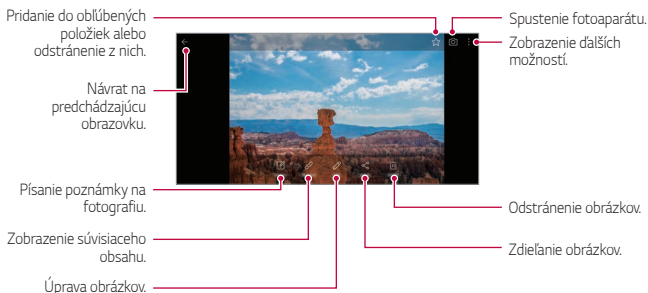 Pridanie do obľúbených
položiek alebo
odstránenie z nich.
Návrat na
predchádzajúcu
obrazovku.
Písanie poznámky na
fotografiu.
Zobrazenie súvisiaceho
obsahu.
Úprava obrázkov.
Spustenie fotoaparátu.
Zobrazenie ďalších
možností.
Odstránenie obrázkov.
Zdieľanie obrázkov.